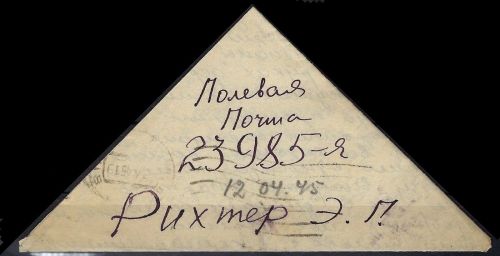 Полевая
Почта
23985-я
12 04.45
Рихтер Э. П.